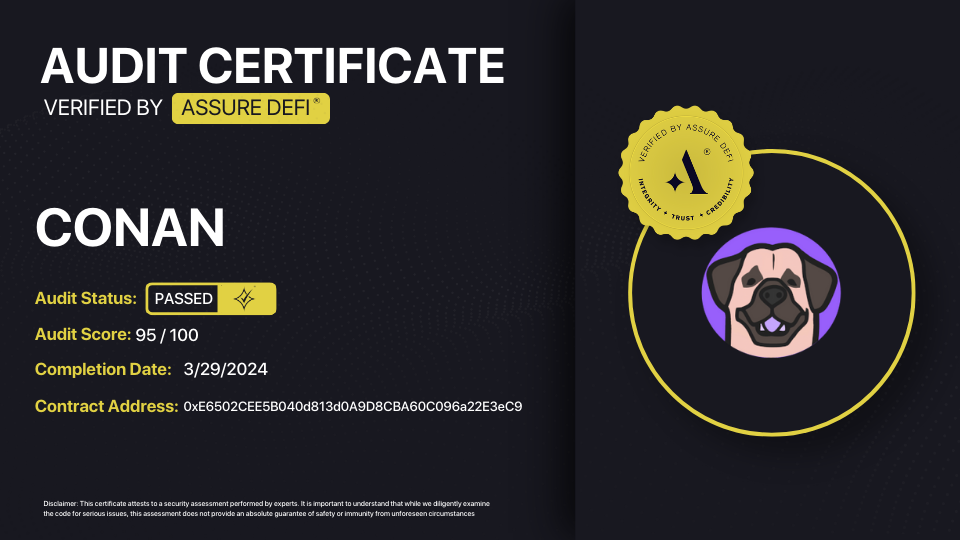 AUDIT CERTIFICATE
VERIFIED BY ASSURE DEFI ®
CONAN
Audit Status: PASSED
Audit Score: 95 / 100
Completion Date: 3/29/2024
Contract Address: 0xE6502CEE5B040d813d0A9D8CBA60C096a22E3eC9
Disclaimer: This certificate attests to a security assessment performed by experts. It is important to understand that while we diligently examine
the code for serious issues, this assessment does not provide an absolute guarantee of safety or immunity from unforeseen circumstances
VERIFIED BY ASSURE DEFI
®
INTEGRITY ✦ TRUST ✦ CREDIBILITY